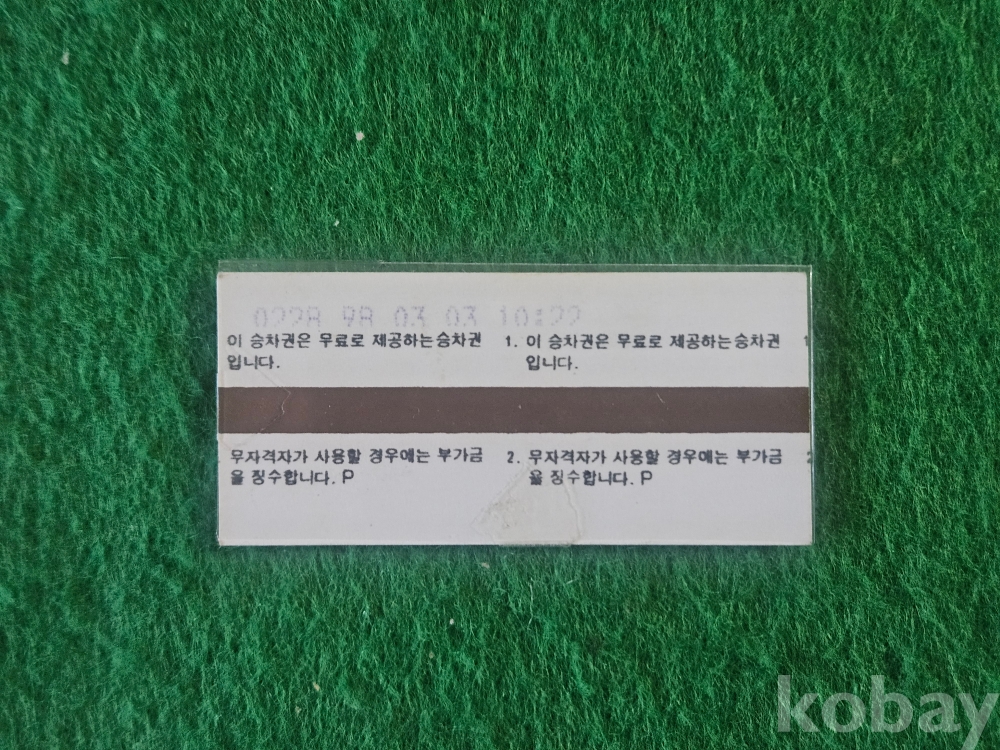 0228 98 03 03 10:22
이 승차권은 무료로 제공하는승차권 1. 이 승차권은 무료로 제공하는승차권 1
입니다. 입니다.
무자격자가 사용할 경우에는 부가금 2. 무자격자가 사용할 경우에는 부가금 2
을 징수합니다. P 을 징수합니다. P
kobay